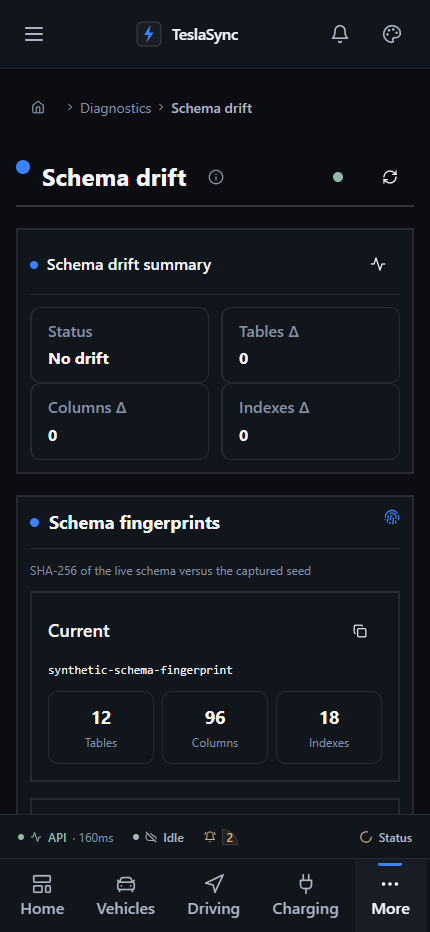 TeslaSync
Diagnostics Schema drift
Schema drift
Schema drift summary
Status
No drift
Tables Δ
0
Columns Δ
0
Indexes Δ
0
Schema fingerprints
SHA-256 of the live schema versus the captured seed
Current
synthetic-schema-fingerprint
12
Tables
96
Columns
18
Indexes
API · 160ms Idle 2 Status
Home Vehicles Driving Charging More